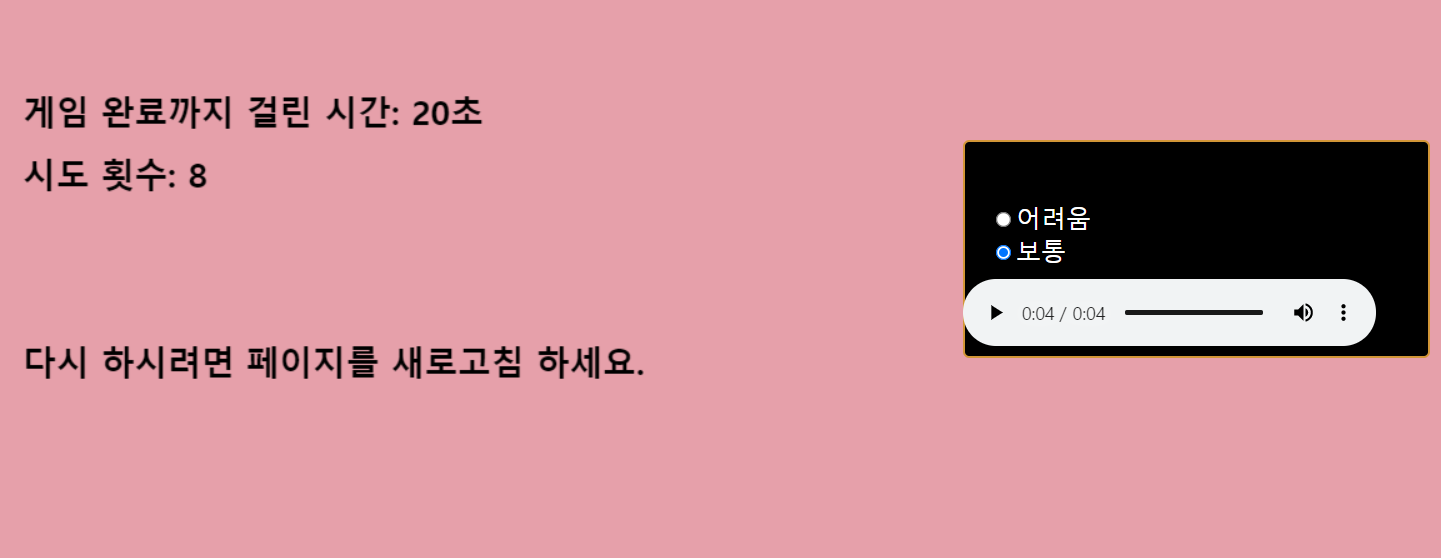 게임 완료까지 걸린 시간: 20초
시도 횟수: 8
어려움
보통
0:04 / 0:04
다시 하시려면 페이지를 새로고침 하세요.